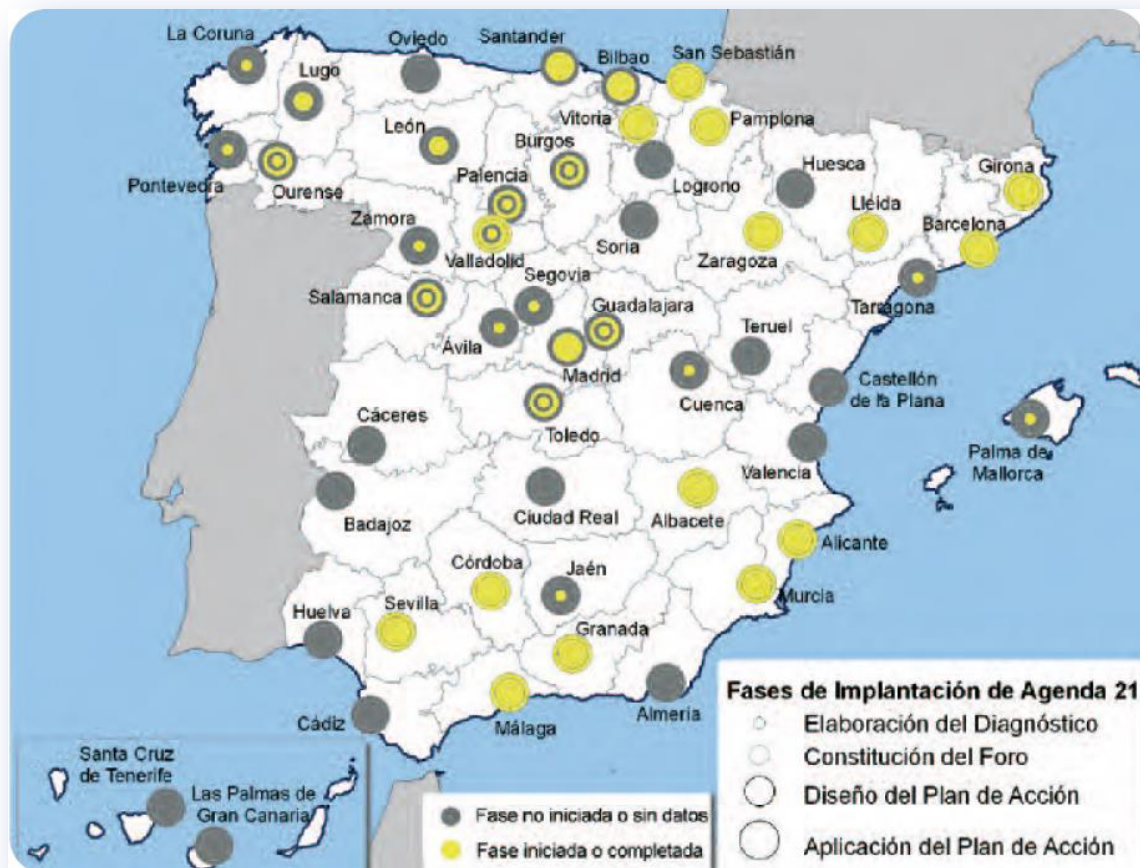 La Coruna
Oviedo
Santander
Bilbao
San Sebastián
Lugo
León
Burgos
Vitoria
Pamplona
Huesca
Girona
Pontevedra
Ourense
Palencia
Logrono
Lléida
Barcelona
Zamora
Valladolid
Soria
Zaragoza
Segovia
Tarragona
Salamanca
Guadalajara
Teruel
Ávila
Madrid
Cuenca
Castellón
de la Plana
Cáceres
Toledo
Valencia
Palma de
Mallorca
Badajoz
Ciudad Real
Albacete
Alicante
Córdoba
Jaén
Murcia
Huelva
Sevilla
Granada
Cádiz
Málaga
Almería
Santa Cruz
de Tenerife
Las Palmas de
Gran Canaria
Fase no iniciada o sin datos
Fase iniciada o completada
Fases de Implantación de Agenda 21
Elaboración del Diagnóstico
Constitución del Foro
Diseño del Plan de Acción
Aplicación del Plan de Acción